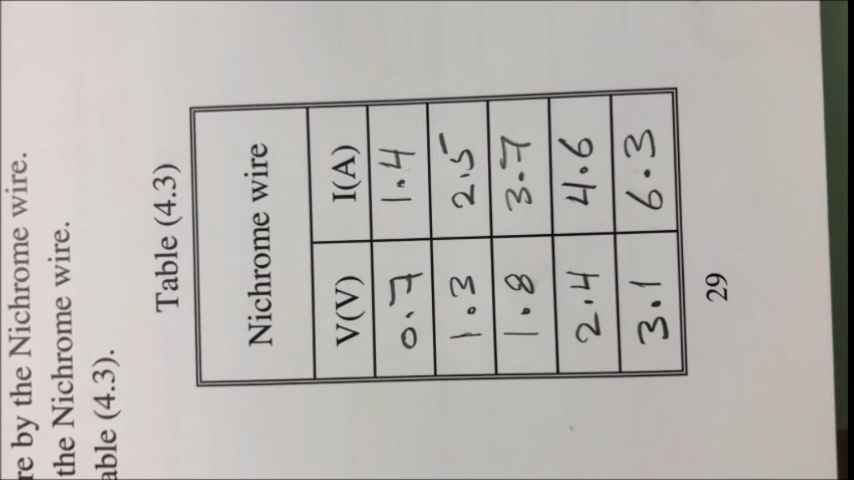 re by the Nichrome wire.
the Nichrome wire.
able (4.3).
Table (4.3)
Nichrome wire
V(V) I(A)
0.7 1.4
1.3 2.5
1.8 3.7
2.4 4.6
3.1 6.3
29